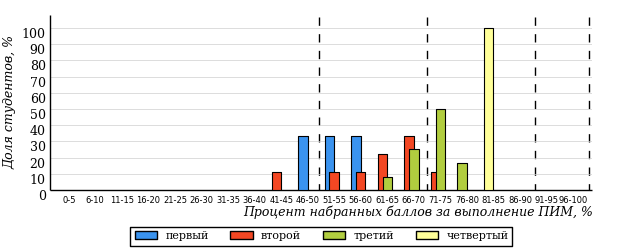 Доля студентов, %
100
90
80
70
60
50
40
30
20
10
0
0-5 6-10 11-15 16-20 21-25 26-30 31-35 36-40 41-45 46-50 51-55 56-60 61-65 66-70 71-75 76-80 81-85 86-90 91-95 96-100
Процент набранных баллов за выполнение ПИМ, %
первый второй третий четвертый